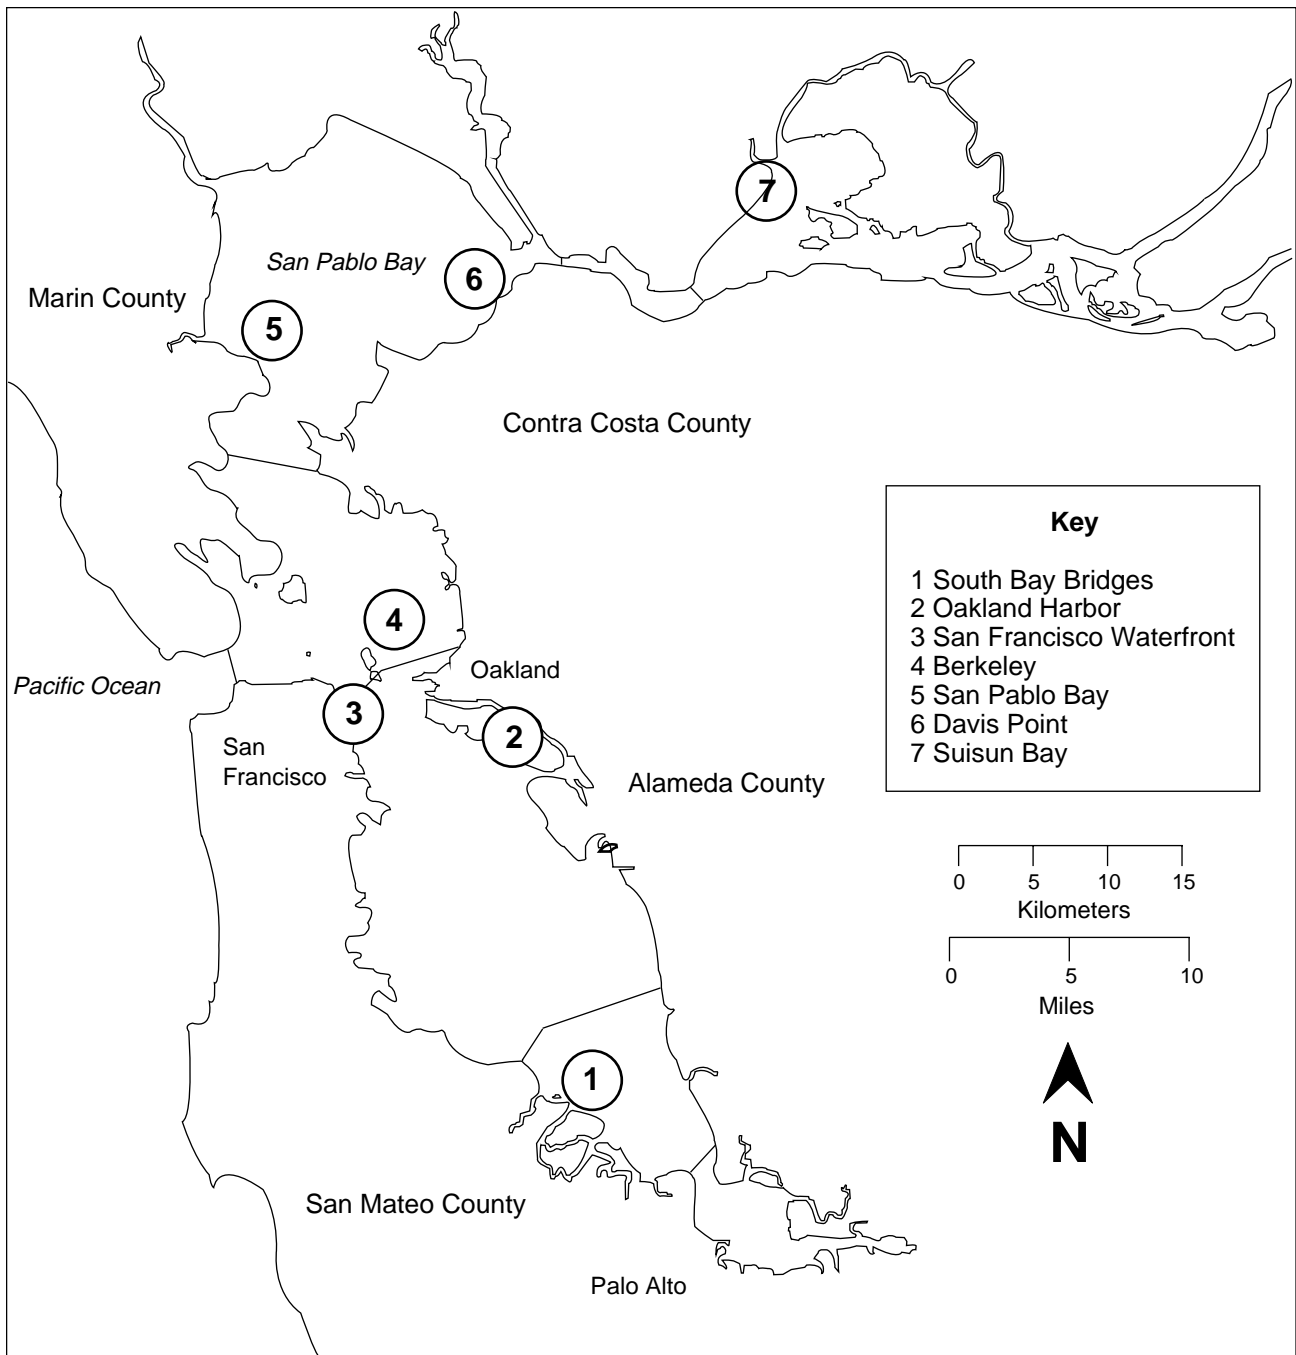 7
San Pablo Bay
6
Marin County
5
Contra Costa County
Key
1 South Bay Bridges
2 Oakland Harbor
3 San Francisco Waterfront
4 Berkeley
5 San Pablo Bay
6 Davis Point
7 Suisun Bay
4
Oakland
Pacific Ocean
3
2
San
Francisco
Alameda County
0 5 10 15
Kilometers
0 5 10
Miles
1
N
San Mateo County
Palo Alto